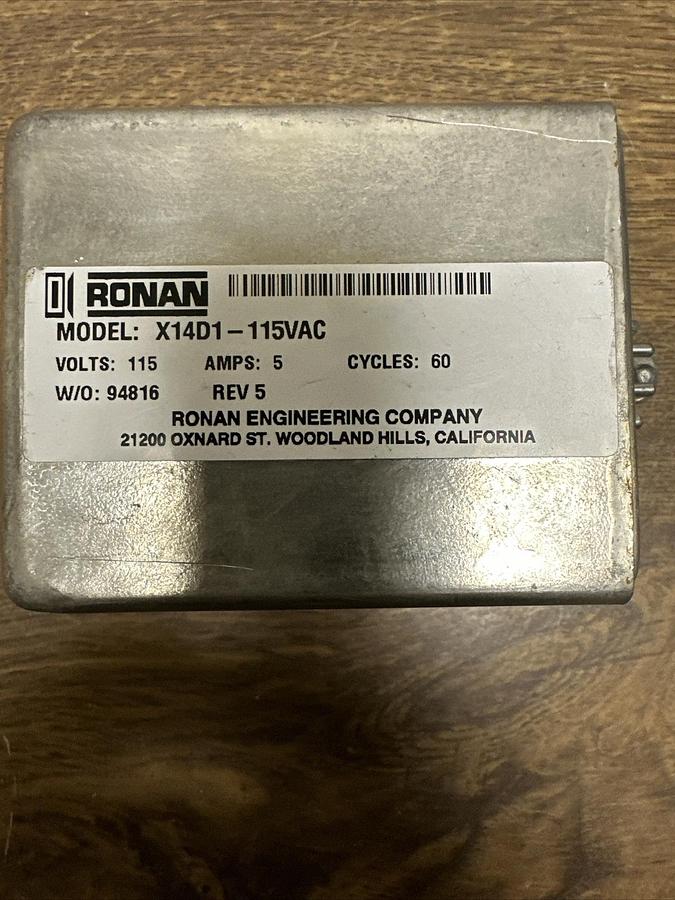 RONAN
MODEL: X14D1-115VAC
VOLTS: 115 AMPS: 5 CYCLES: 60
W/O: 94816 REV 5
RONAN ENGINEERING COMPANY
21200 OXNARD ST. WOODLAND HILLS, CALIFORNIA